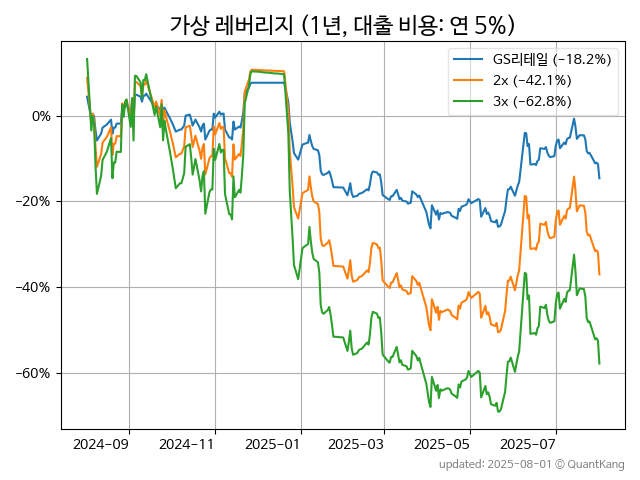 가상 레버리지 (1년, 대출 비용: 연 5%)
GS리테일 (−18.2%)
2x (−42.1%)
3x (−62.8%)
0%
−20%
−40%
−60%
2024-09 2024-11 2025-01 2025-03 2025-05 2025-07
updated: 2025-08-01 © QuantKang